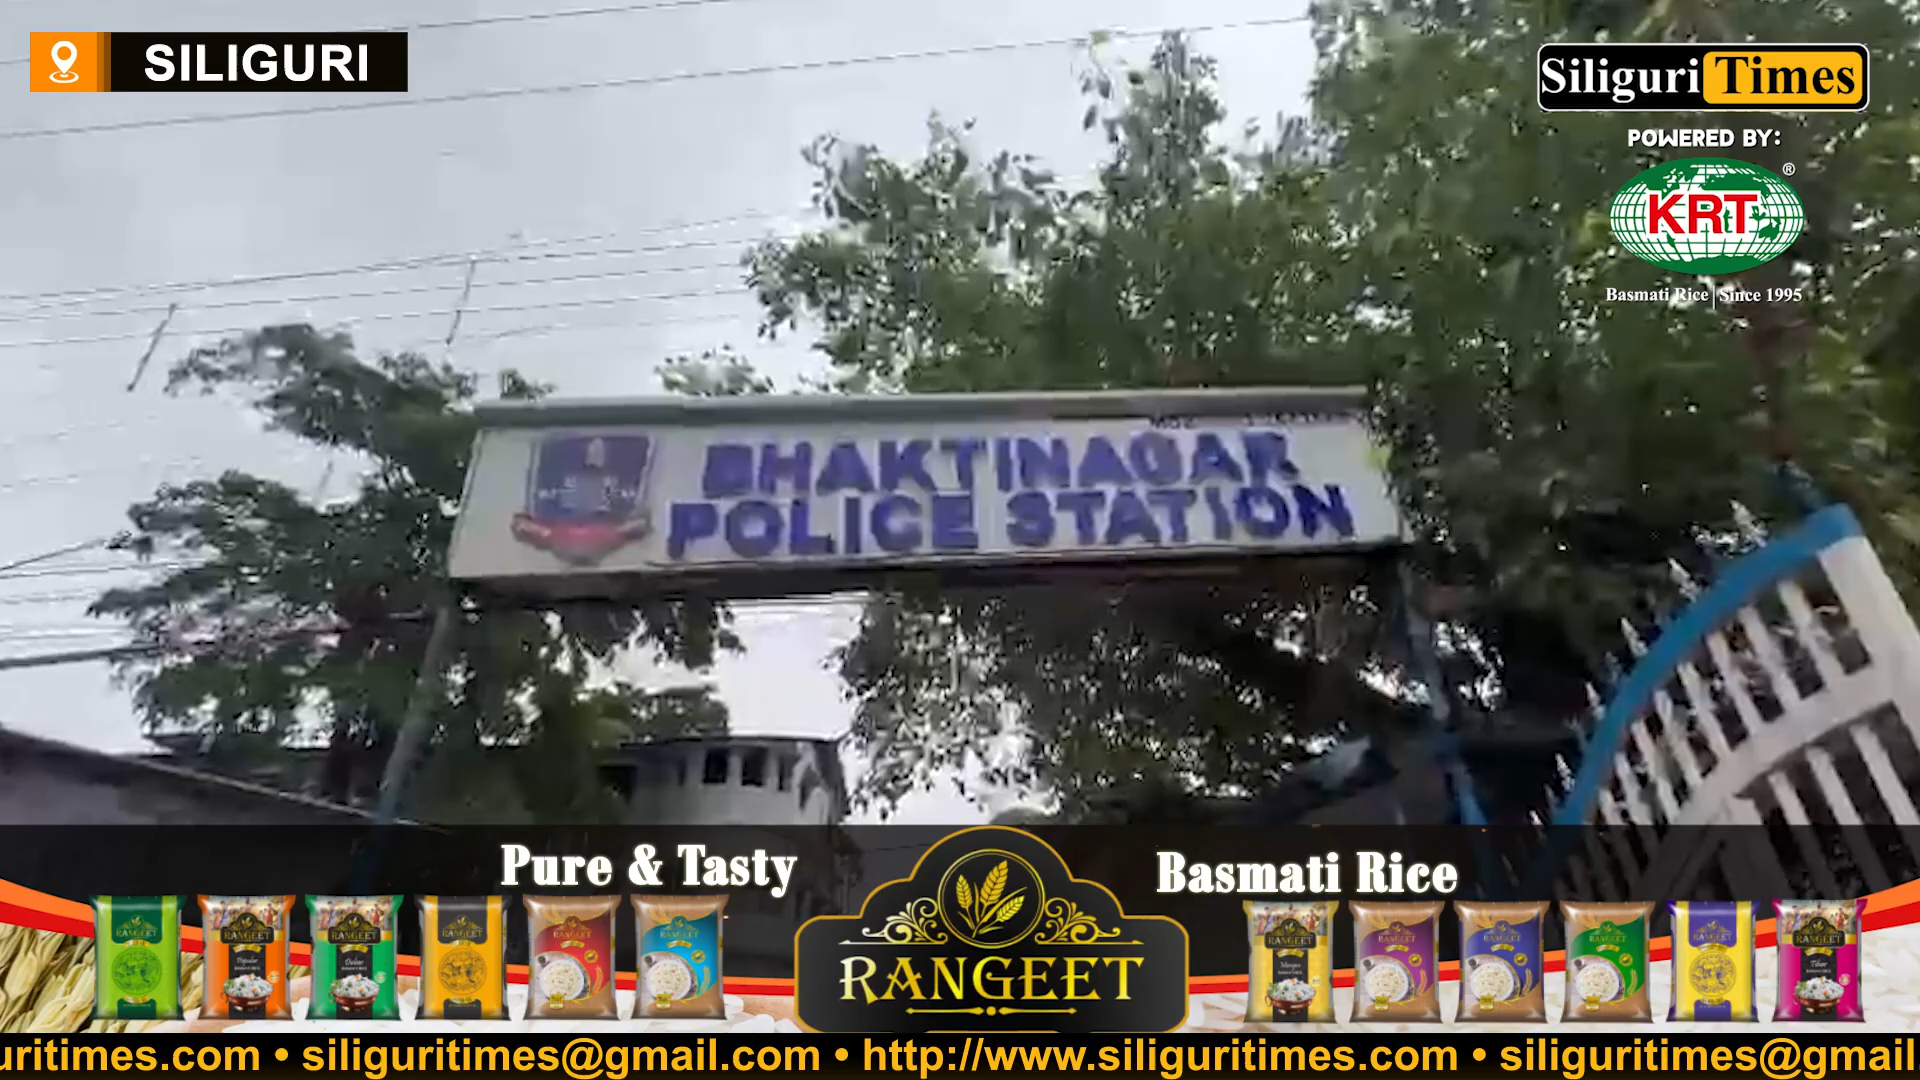 SILIGURI
Siliguri Times
POWERED BY:
KRT ®
Basmati Rice | Since 1995
BHAKTINAGAR
POLICE STATION
Pure & Tasty
Basmati Rice
RANGEET
uritimes.com • siliguritimes@gmail.com • http://www.siliguritimes.com • siliguritimes@gmail